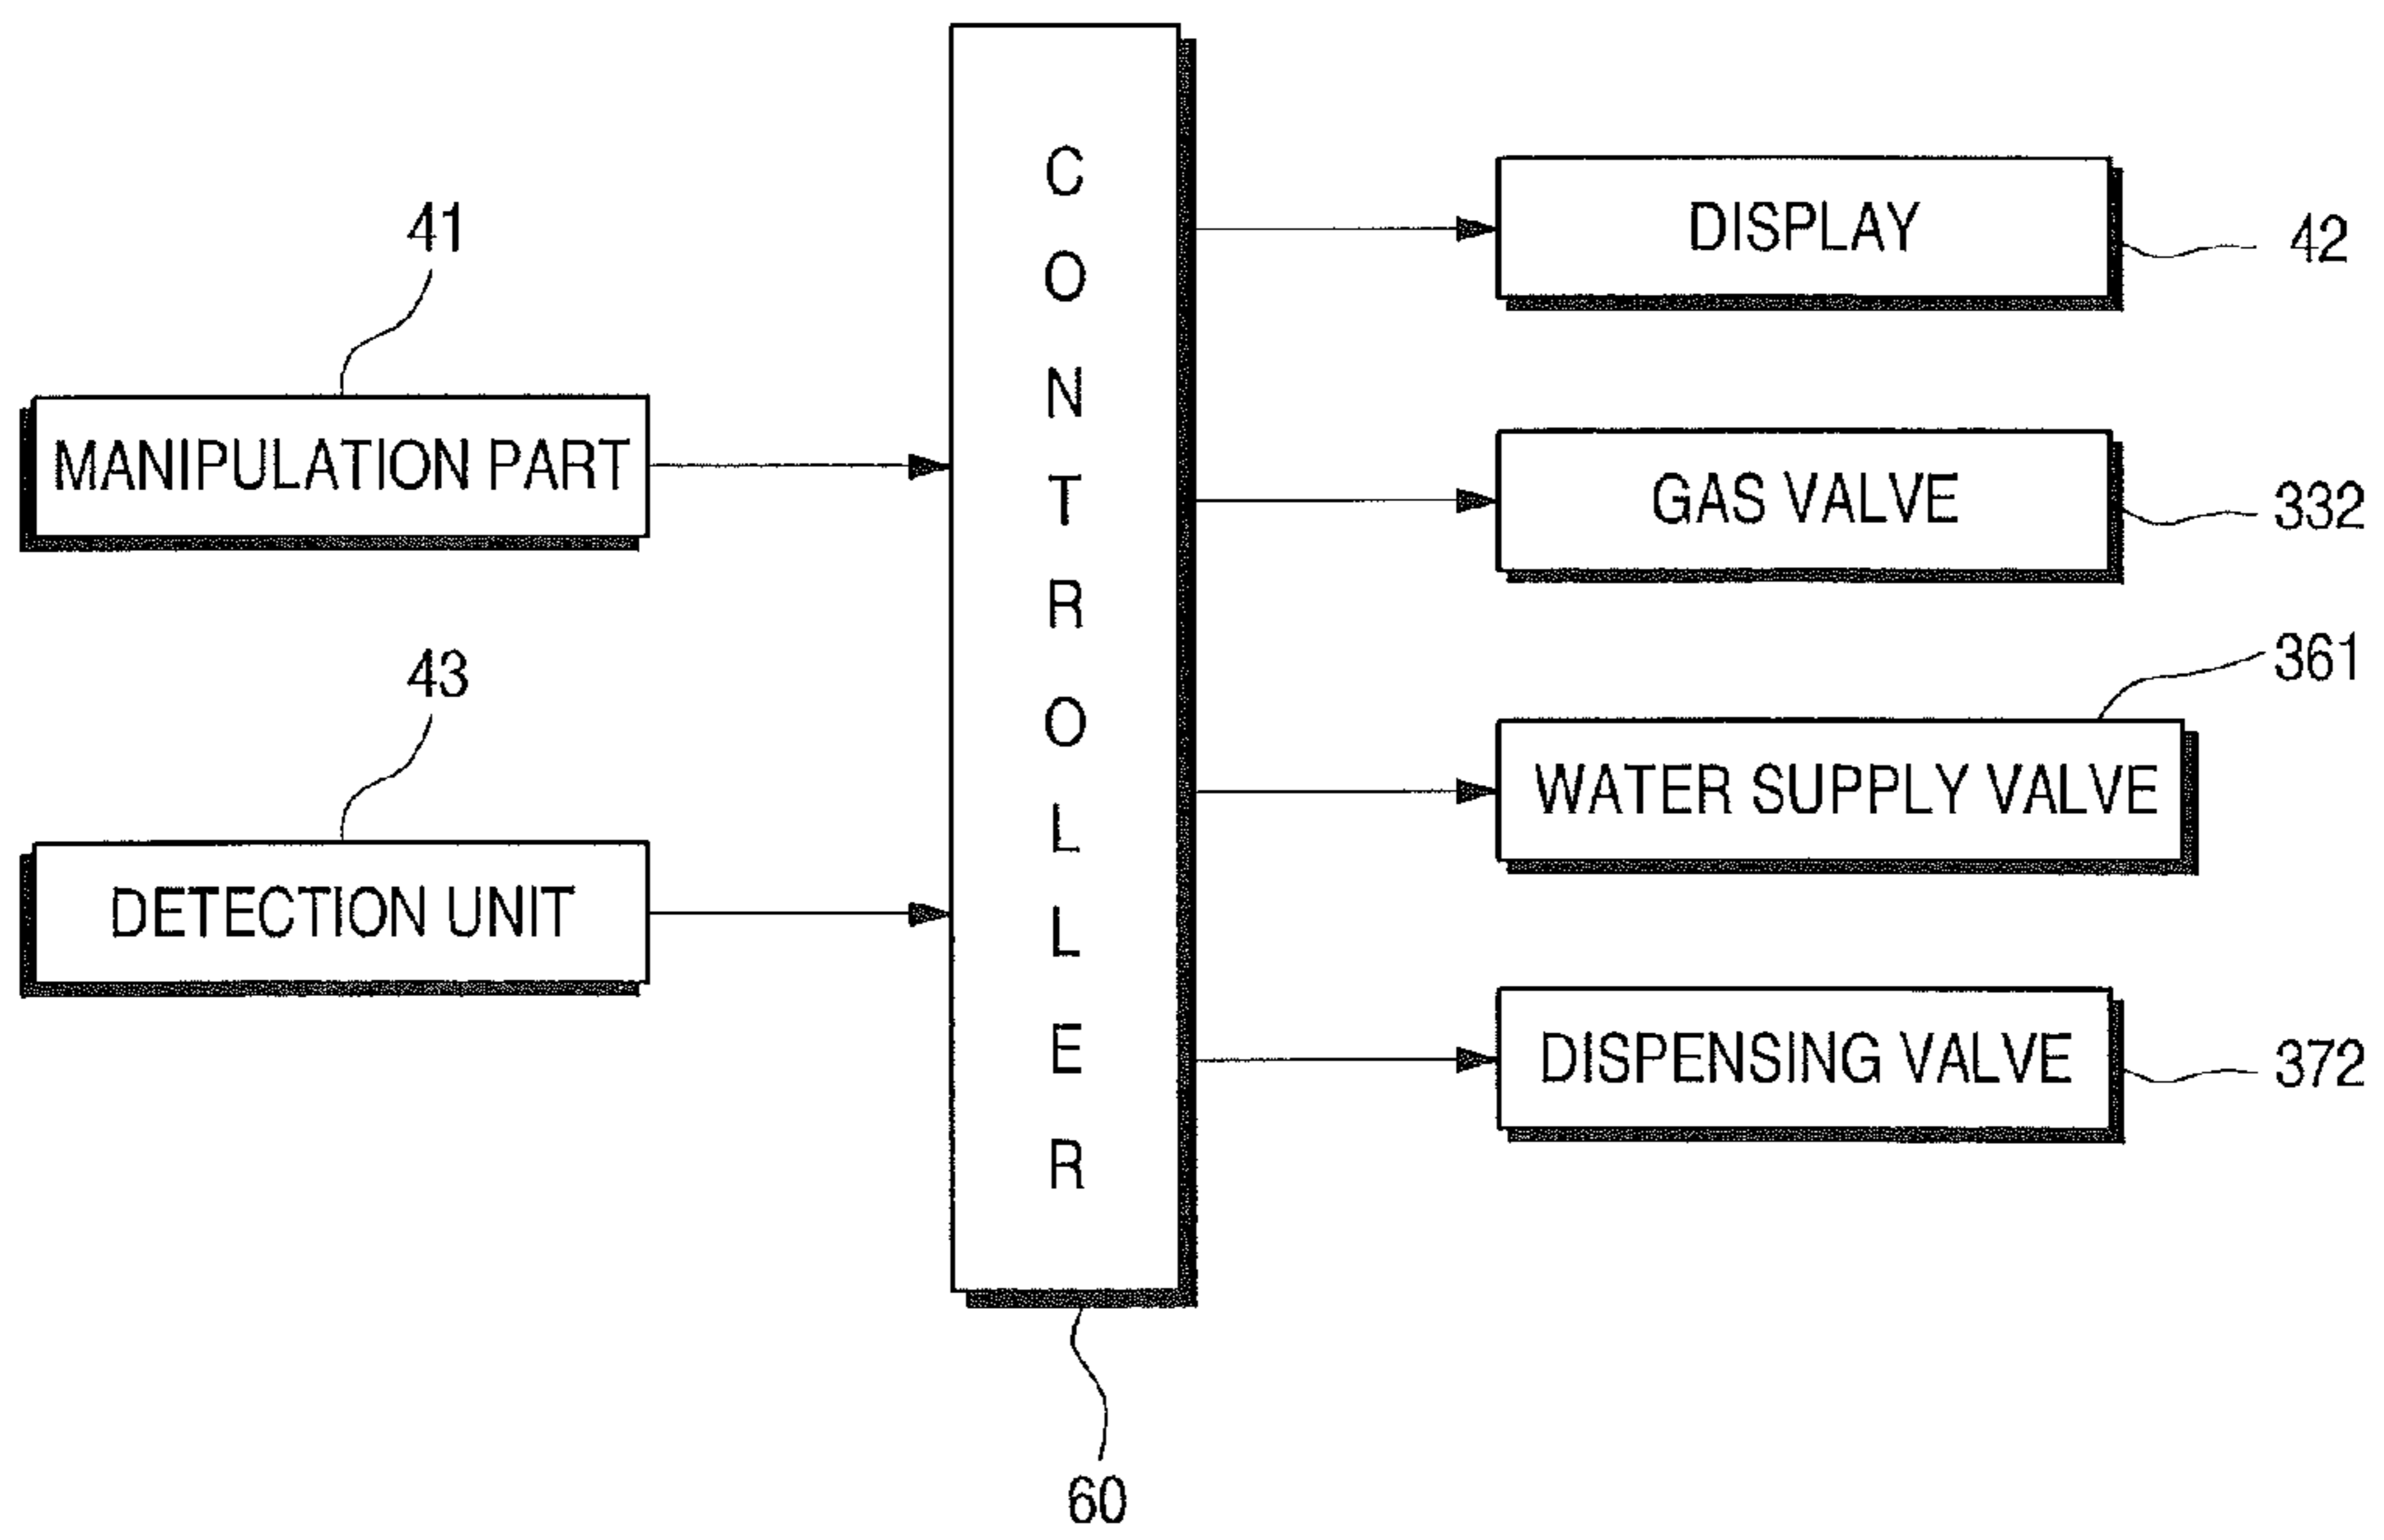 41
MANIPULATION PART
43
DETECTION UNIT
CONTROLLER
60
DISPLAY
42
GAS VALVE
332
361
WATER SUPPLY VALVE
DISPENSING VALVE
372